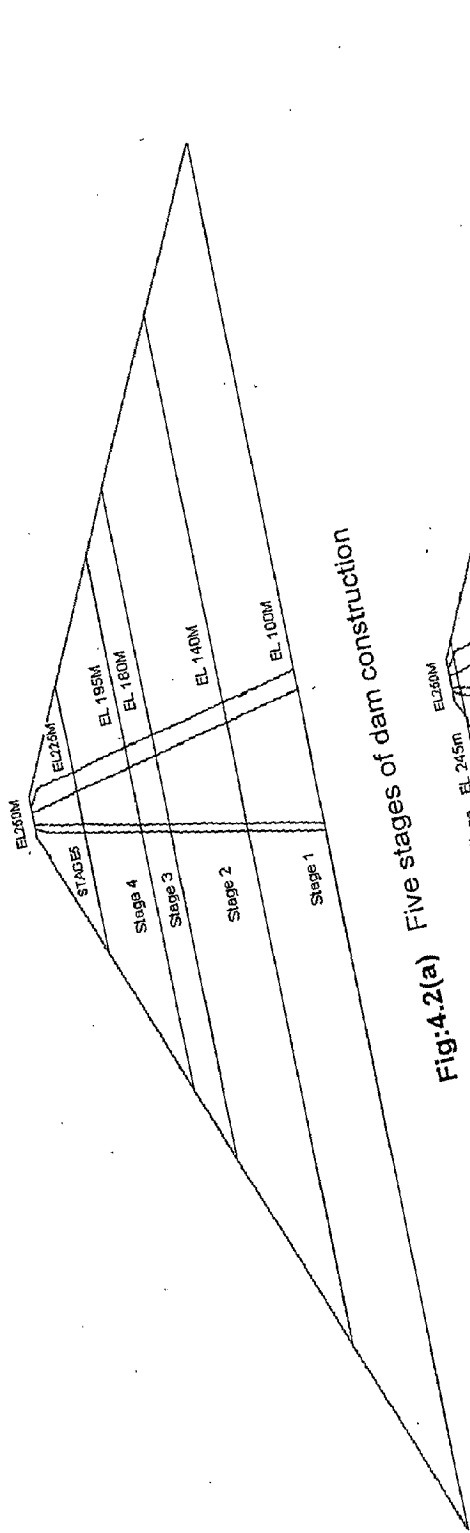 EL260M
EL225M
STAGE5
EL 195M
Stage 4
EL 180M
Stage 3
EL 140M
Stage 2
EL 100M
Stage 1
Fig:4.2(a) Five stages of dam construction
EL260M
EL 245m